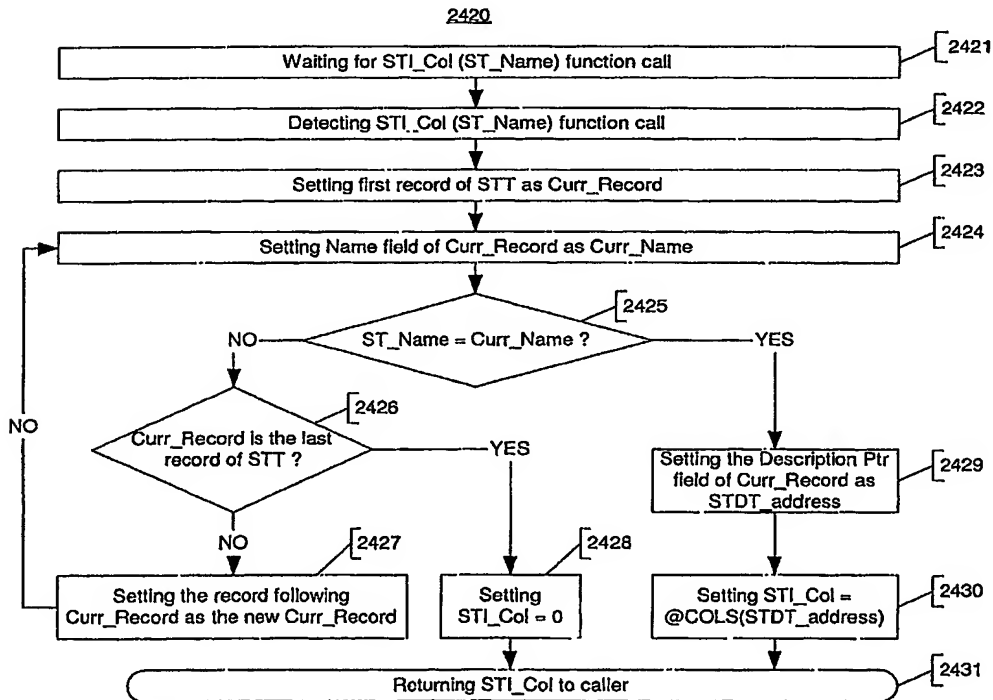 2420
Waiting for STI_Col (ST_Name) function call
2421
Detecting STI_Col (ST_Name) function call
2422
Setting first record of STT as Curr_Record
2423
Setting Name field of Curr_Record as Curr_Name
2424
2425
ST_Name = Curr_Name ?
NO
YES
2426
Curr_Record is the last
record of STT ?
NO
YES
Setting the Description Ptr
field of Curr_Record as
STDT_address
2429
NO
2427
2428
Setting the record following
Curr_Record as the new Curr_Record
Setting
STI_Col = 0
Setting STI_Col =
@COLS(STDT_address)
2430
Returning STI_Col to caller
2431